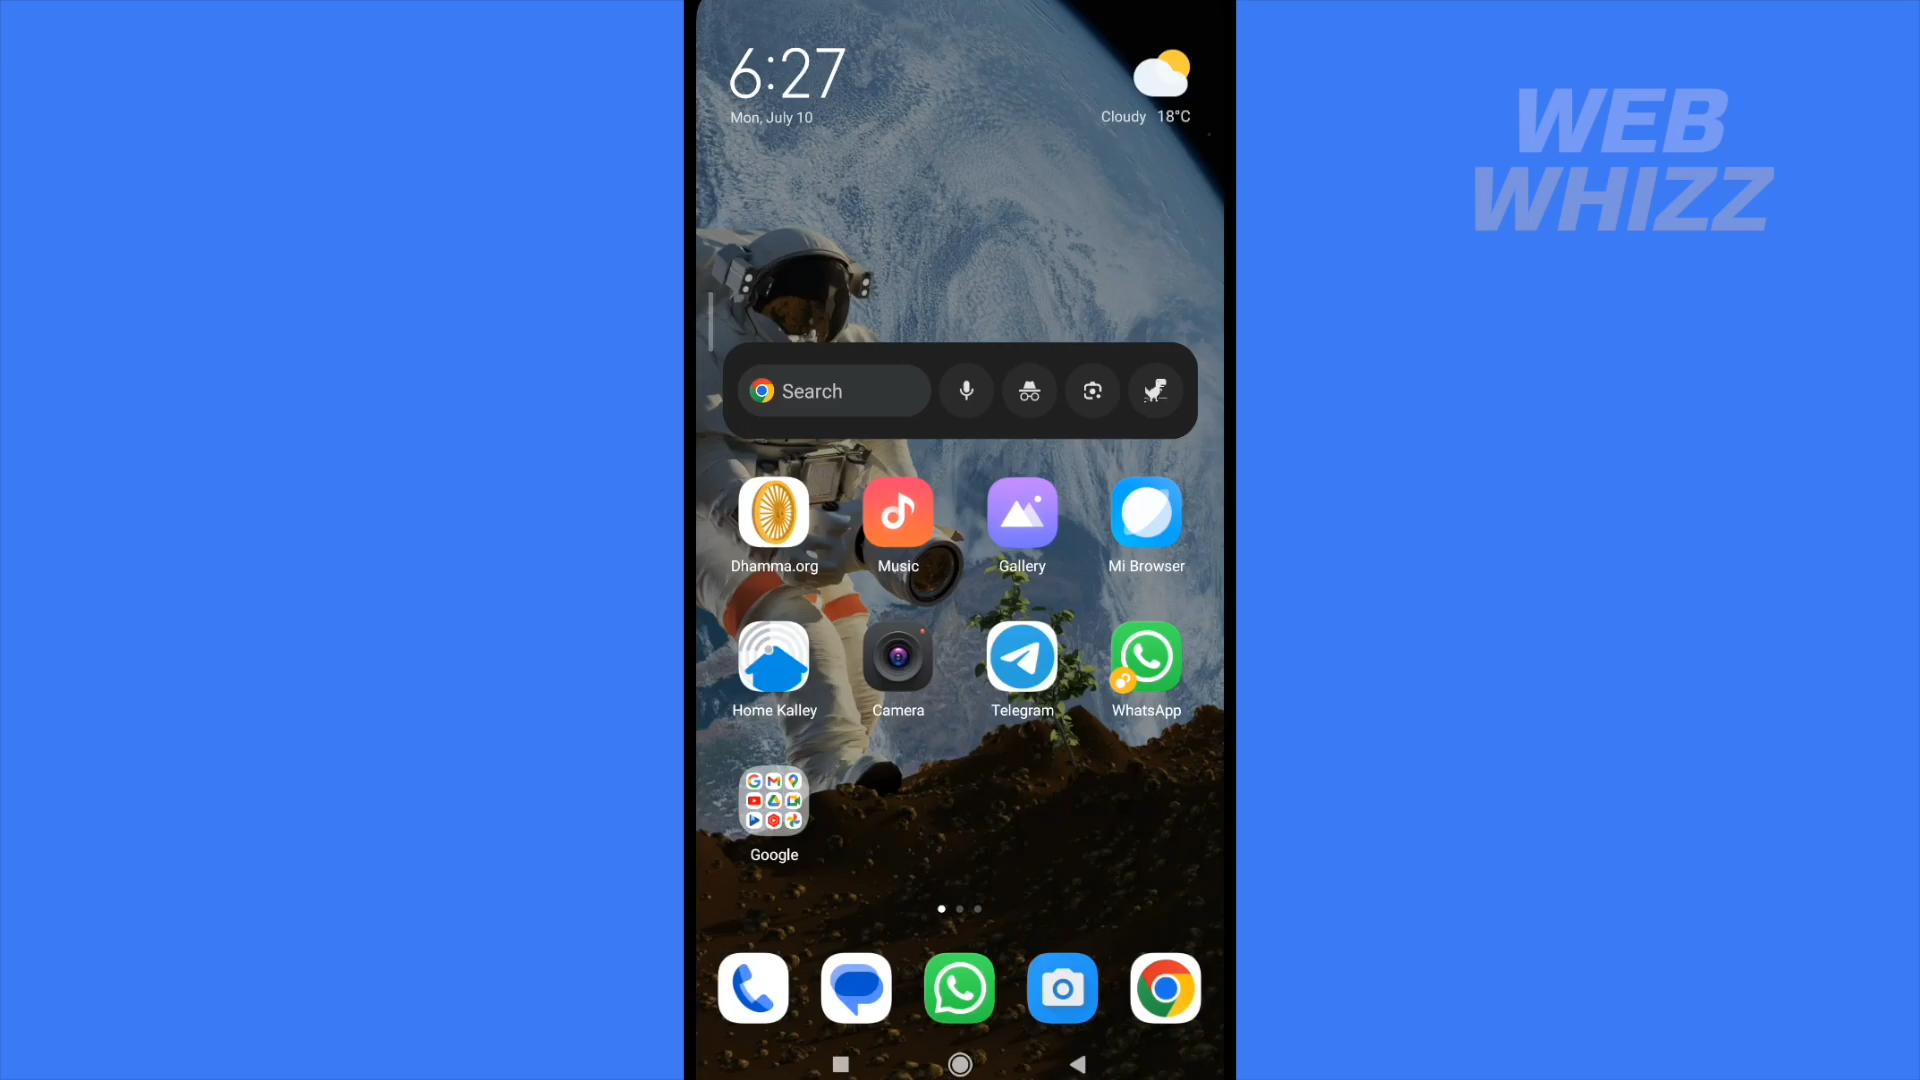 6:27
Mon, July 10
Cloudy 18°C
WEB
WHIZZ
Search
Dhamma.org
Music
Gallery
Mi Browser
Home Kalley
Camera
Telegram
WhatsApp
Google